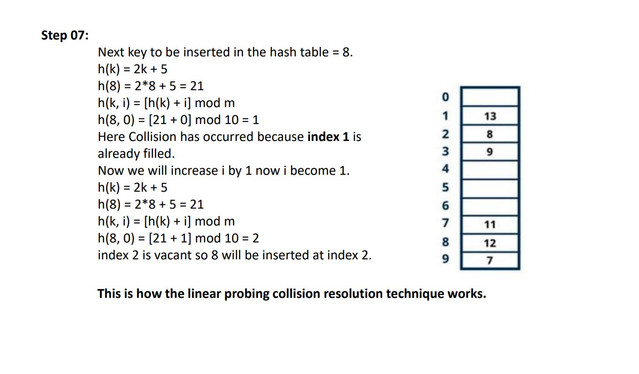 Step 07:
Next key to be inserted in the hash table = 8.
h(k) = 2k + 5
h(8) = 2*8 + 5 = 21
h(k, i) = [h(k) + i] mod m
h(8, 0) = [21 + 0] mod 10 = 1
Here Collision has occurred because index 1 is
already filled.
Now we will increase i by 1 now i become 1.
h(k) = 2k + 5
h(8) = 2*8 + 5 = 21
h(k, i) = [h(k) + i] mod m
h(8, 0) = [21 + 1] mod 10 = 2
index 2 is vacant so 8 will be inserted at index 2.
0
1 13
2 8
3 9
4
5
6
7 11
8 12
9 7
This is how the linear probing collision resolution technique works.